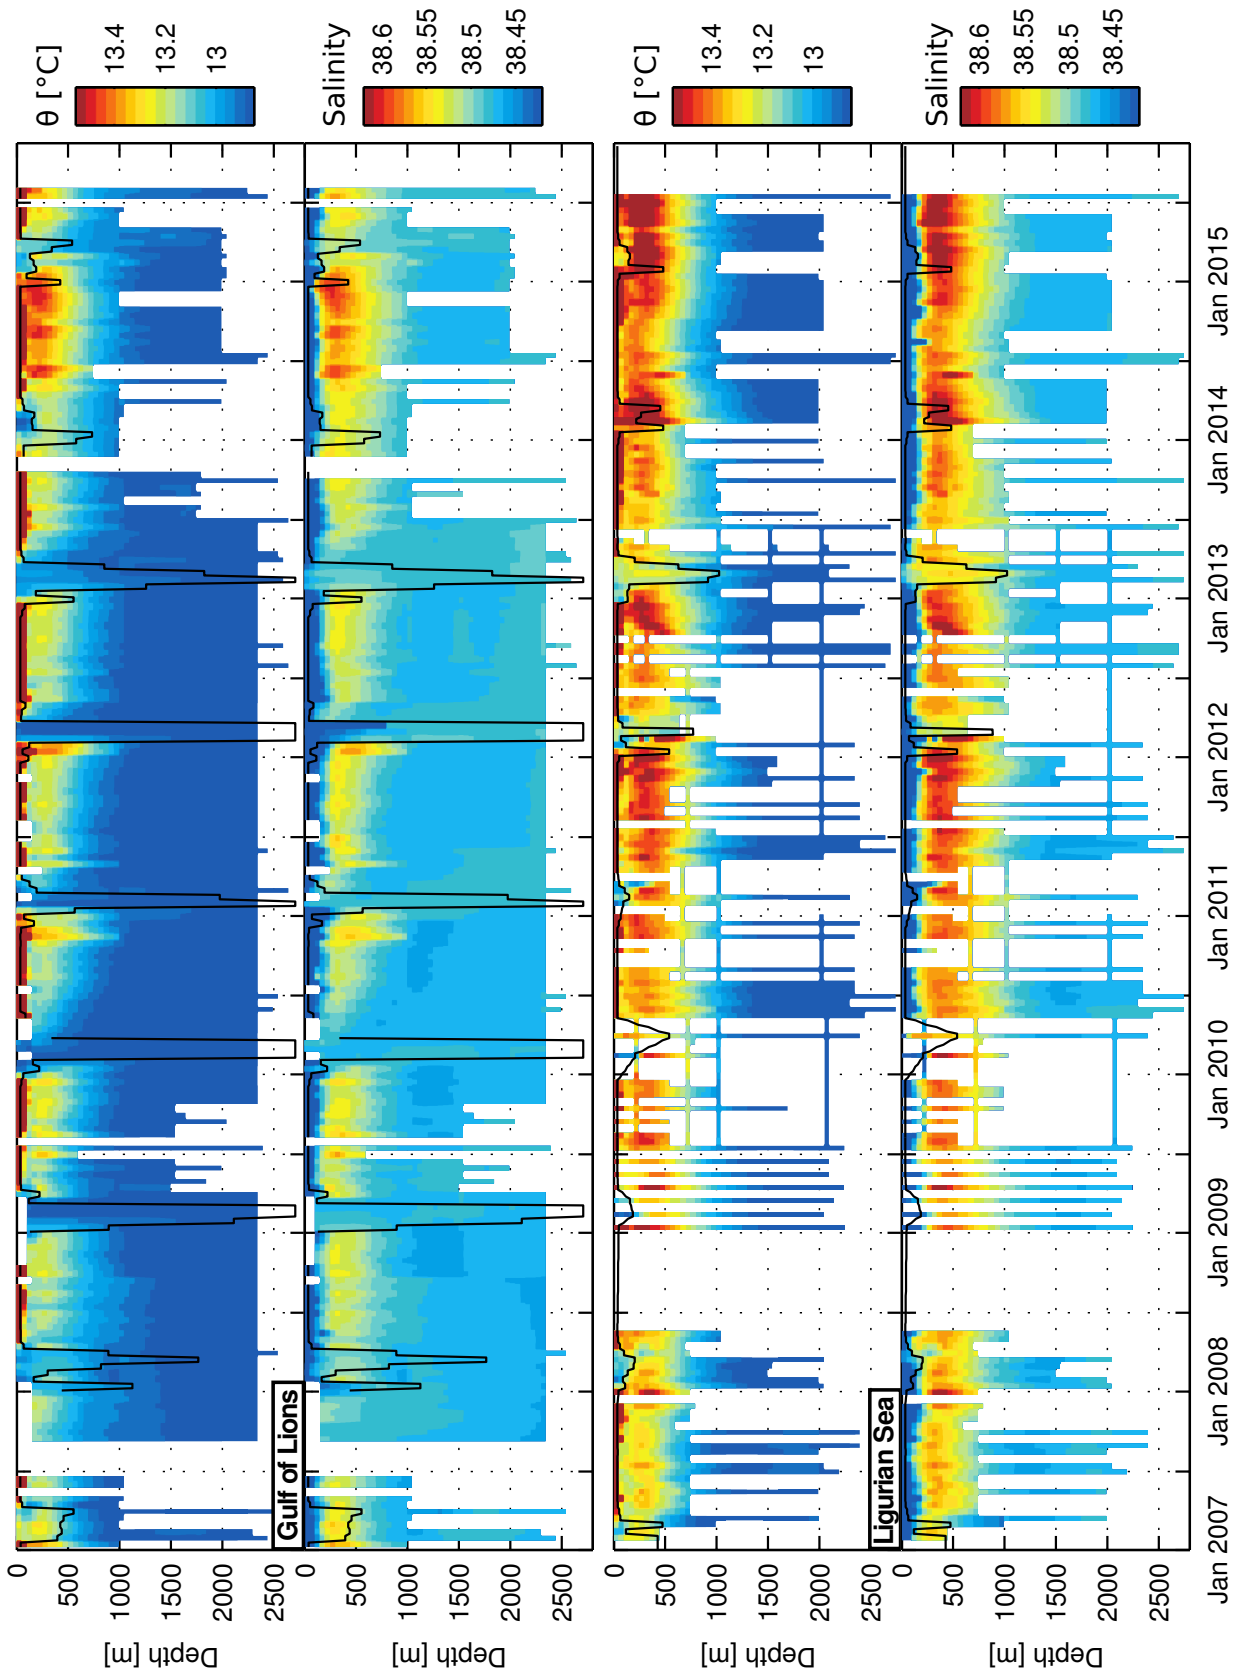 θ [°C]
13.4
13.2
13
0
500
1000
1500
2000
2500
Depth [m]
Gulf of Lions
Salinity
38.6
38.55
38.5
38.45
0
500
1000
1500
2000
2500
Depth [m]
θ [°C]
13.4
13.2
13
0
500
1000
1500
2000
2500
Depth [m]
Ligurian Sea
Salinity
38.6
38.55
38.5
38.45
0
500
1000
1500
2000
2500
Depth [m]
Jan 2007
Jan 2008
Jan 2009
Jan 2010
Jan 2011
Jan 2012
Jan 2013
Jan 2014
Jan 2015